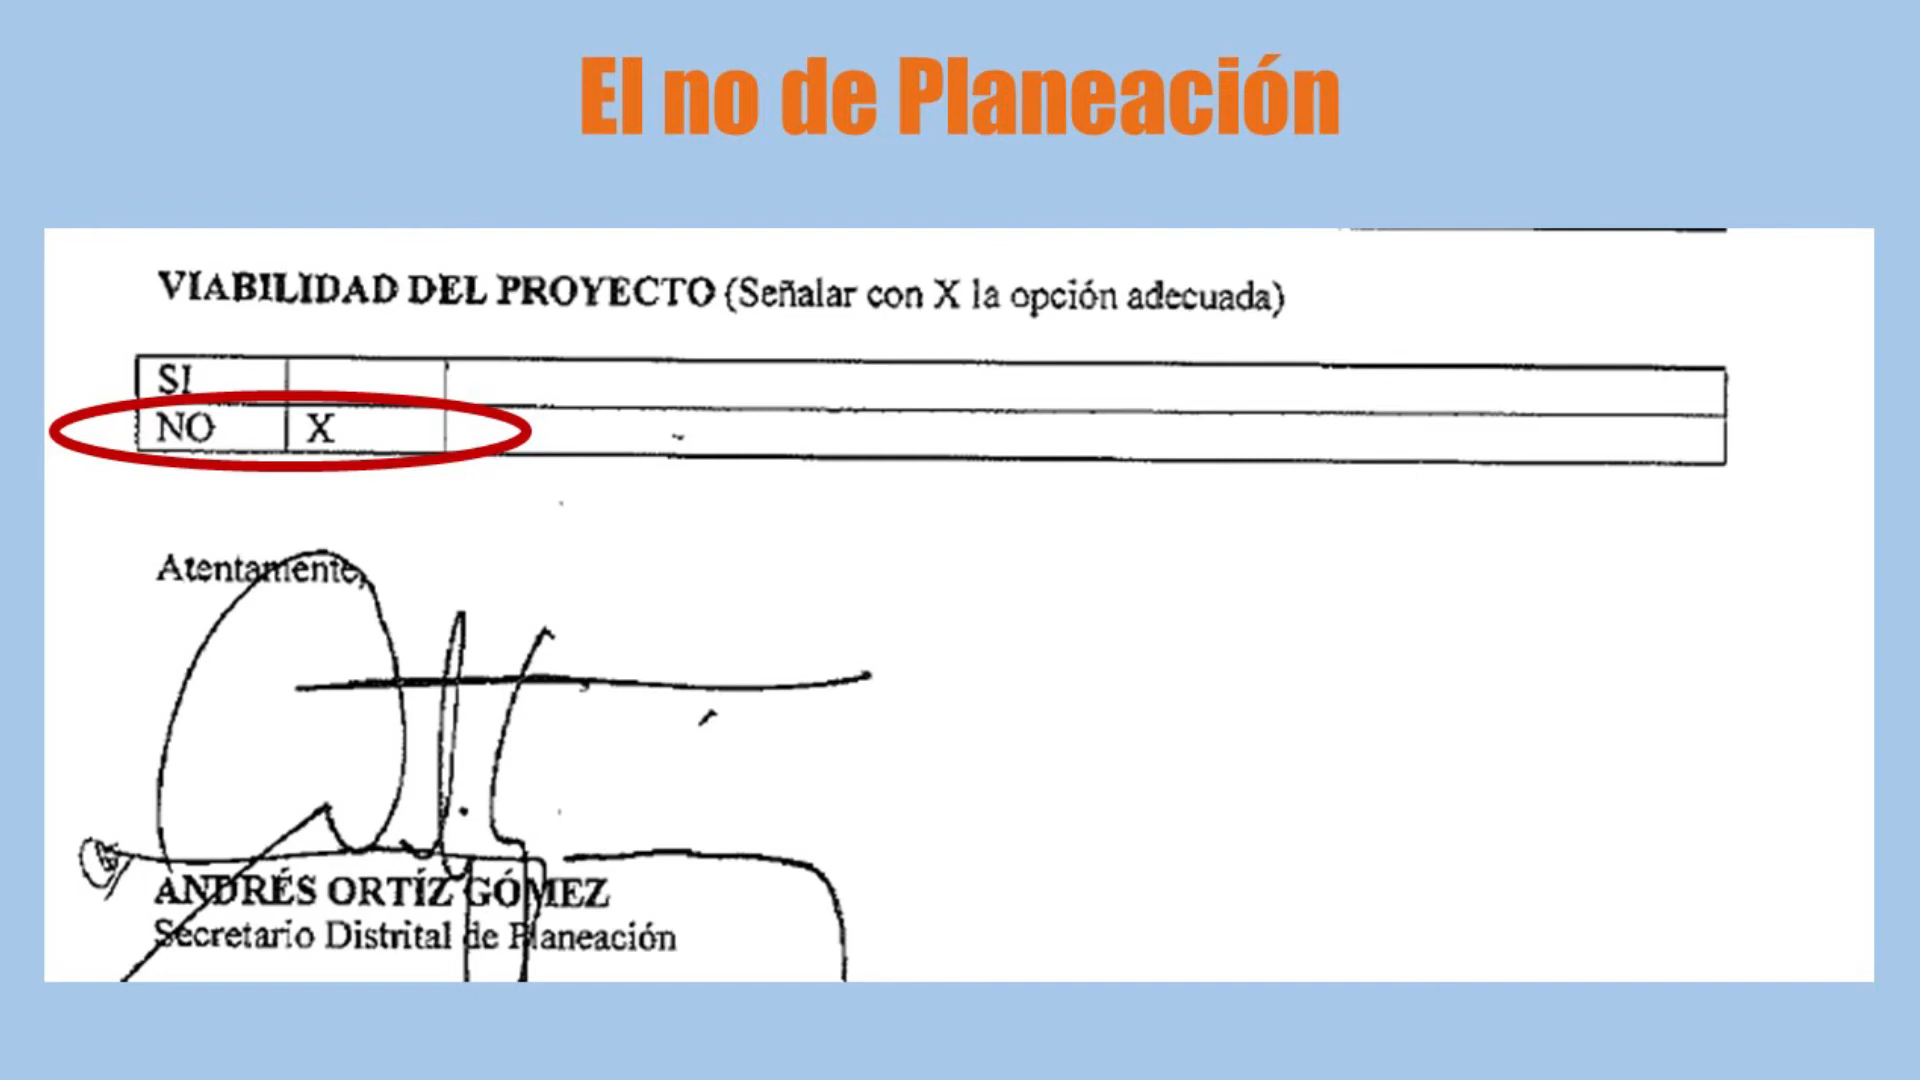 El no de Planeación
VIABILIDAD DEL PROYECTO (Señalar con X la opción adecuada)
SI
NO X
Atentamente,
ANDRÉS ORTÍZ GÓMEZ
Secretario Distrital de Planeación